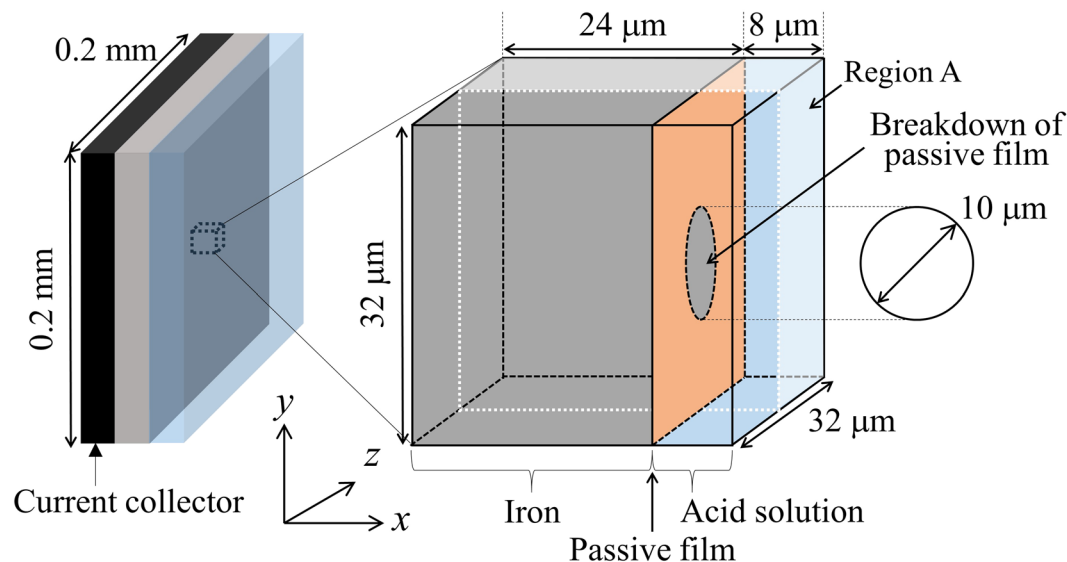 0.2 mm
0.2 mm
Current collector
y
z
x
24 μm
8 μm
32 μm
32 μm
Region A
Breakdown of
passive film
10 μm
Iron
Acid solution
Passive film